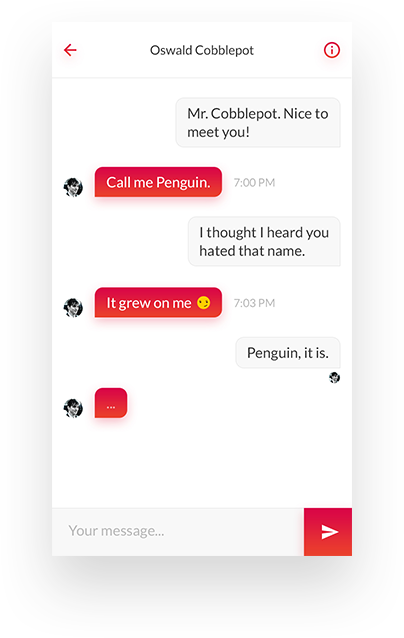 Oswald Cobblepot
Mr. Cobblepot. Nice to
meet you!
Call me Penguin.
7:00 PM
I thought I heard you
hated that name.
It grew on me 😏
7:03 PM
Penguin, it is.
...
Your message...